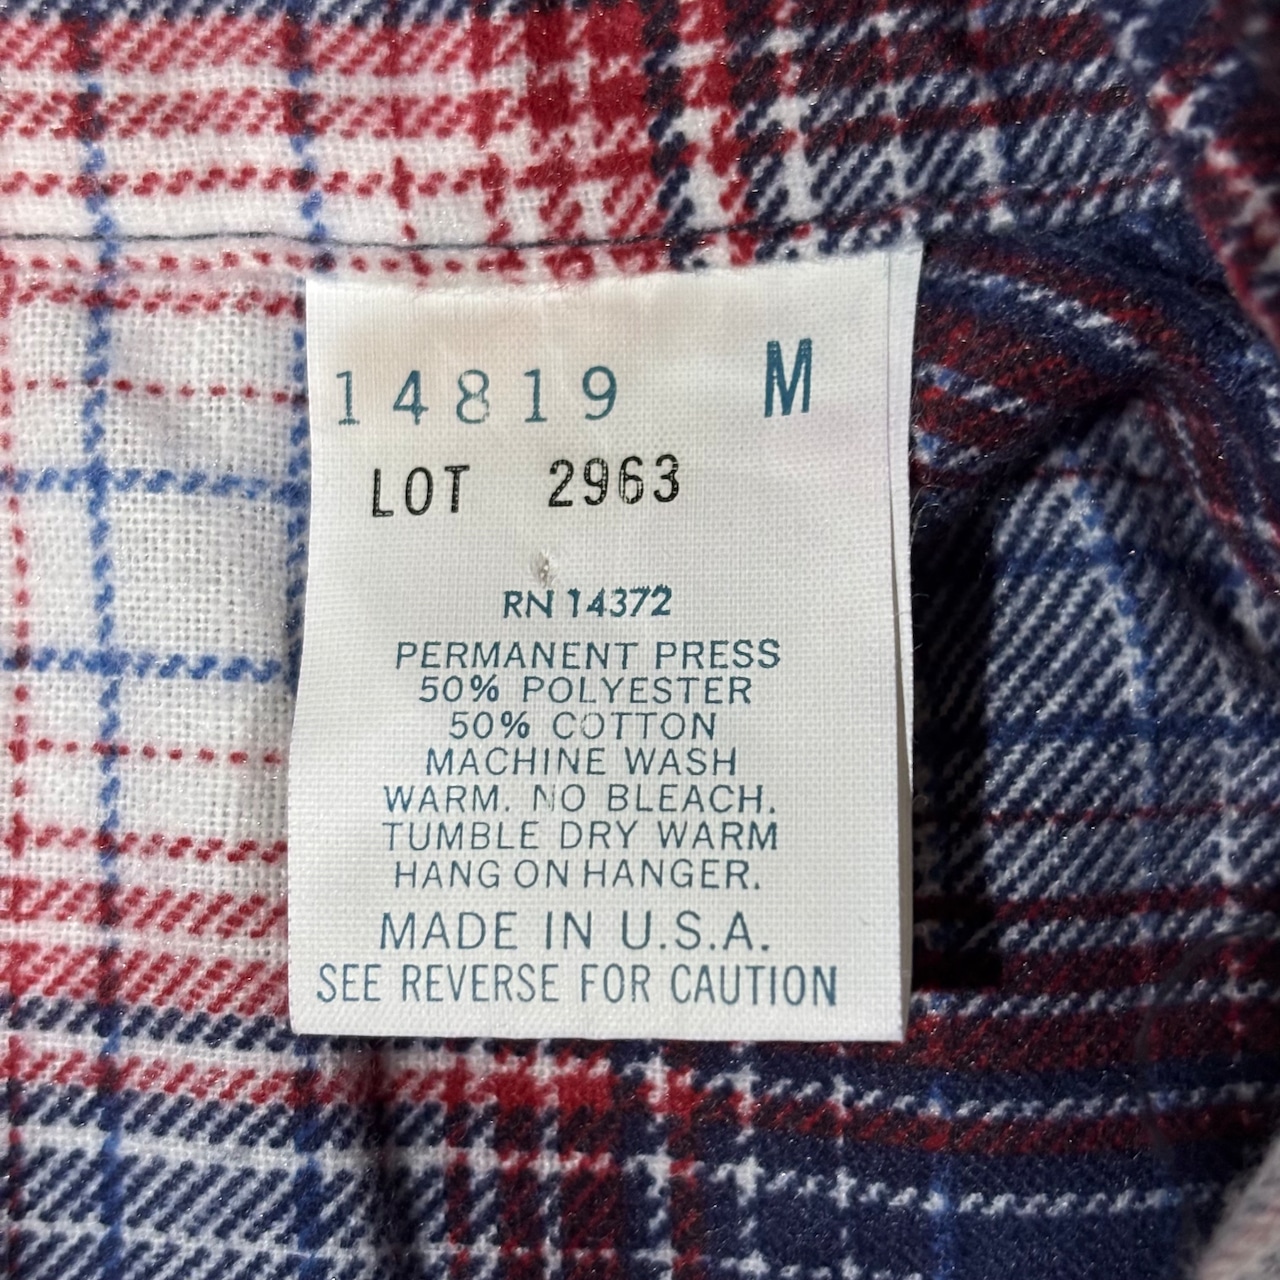 14819 M
LOT 2963
RN 14372
PERMANENT PRESS
50% POLYESTER
50% COTTON
MACHINE WASH
WARM. NO BLEACH.
TUMBLE DRY WARM
HANG ON HANGER.
MADE IN U.S.A.
SEE REVERSE FOR CAUTION